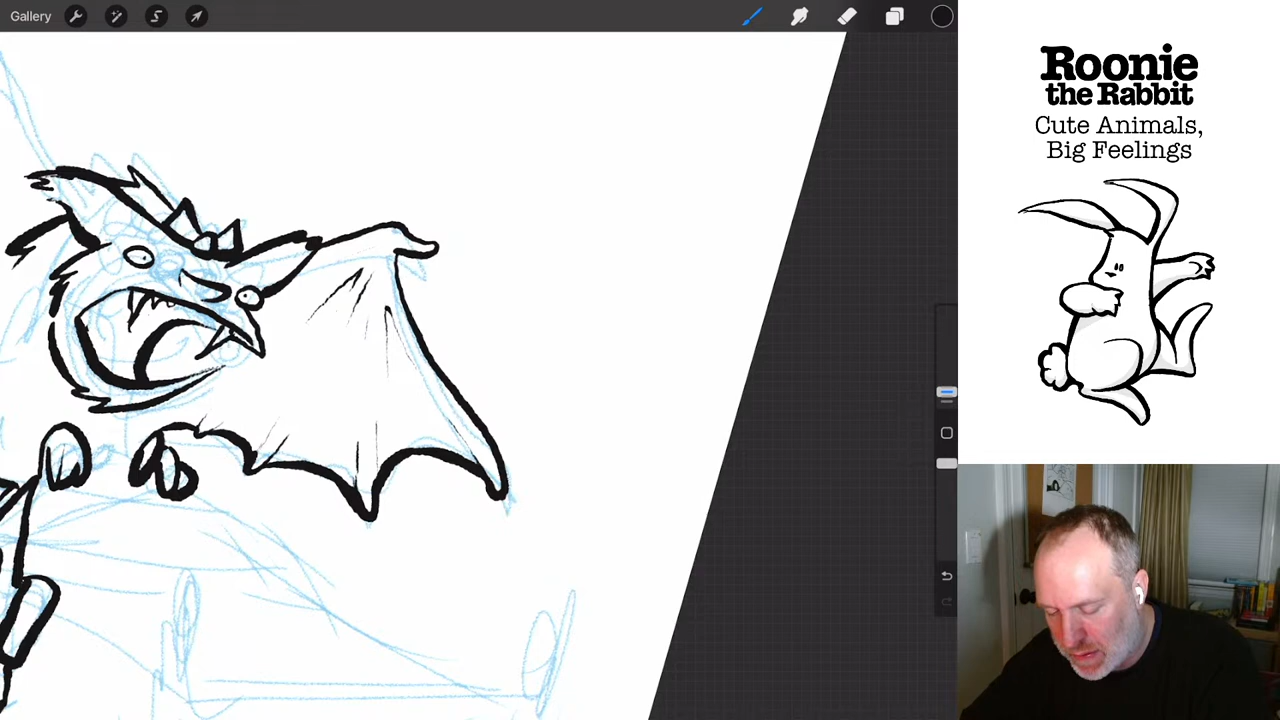 Gallery
Roonie
the Rabbit
Cute Animals,
Big Feelings